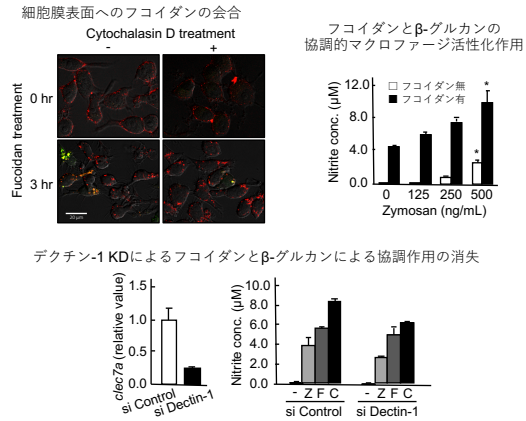 細胞膜表面へのフコイダンの会合
Cytochalasin D treatment
- +
Fucoidan treatment
0 hr
3 hr
20 μm
フコイダンとβ-グルカンの
協調的マクロファージ活性化作用
フコイダン無
フコイダン有
Nitrite conc. (μM)
12.0
8.0
4.0
0.0
* *
0 125 250 500
Zymosan (ng/mL)
デクチン-1 KDによるフコイダンとβ-グルカンによる協調作用の消失
clec7a (relative value)
1.5
1.0
0.5
0.0
si Control
si Dectin-1
Nitrite conc. (μM)
10.0
8.0
6.0
4.0
2.0
0.0
- Z F C - Z F C
si Control si Dectin-1